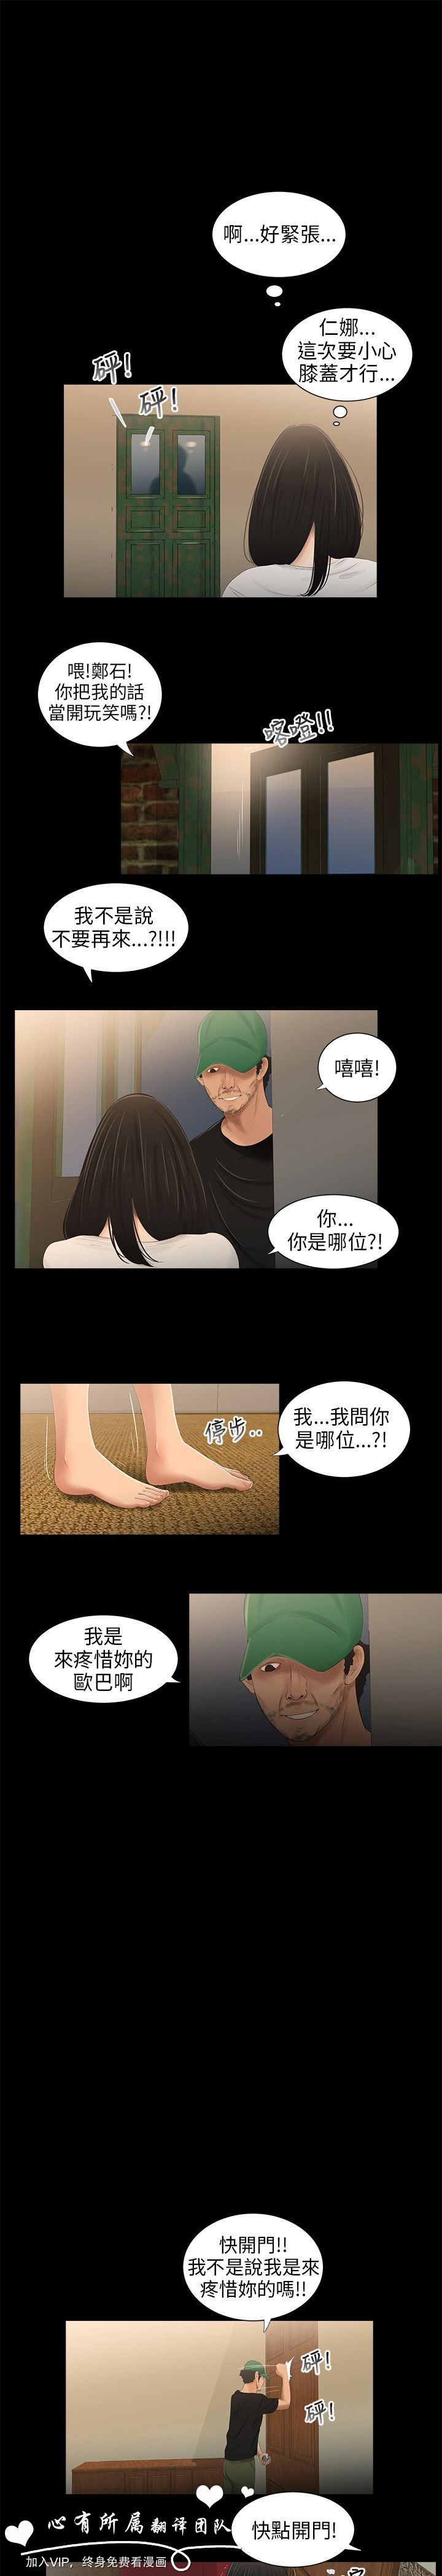 啊...好緊張...
仁娜...
這次要小心
膝蓋才行...
砰!
砰!
喂!鄭石!
你把我的話
當開玩笑嗎?!
喀噔!!
我不是說
不要再來...?!!!
嘻嘻!
你...
你是哪位?!
停步..
我...我問你
是哪位...?!
我是
來疼惜妳的
歐巴啊
快開門!!
我不是說我是來
疼惜妳的嗎!!
砰!
砰!
心有所属翻译团队
快點開門!
加入VIP，终身免费看漫画